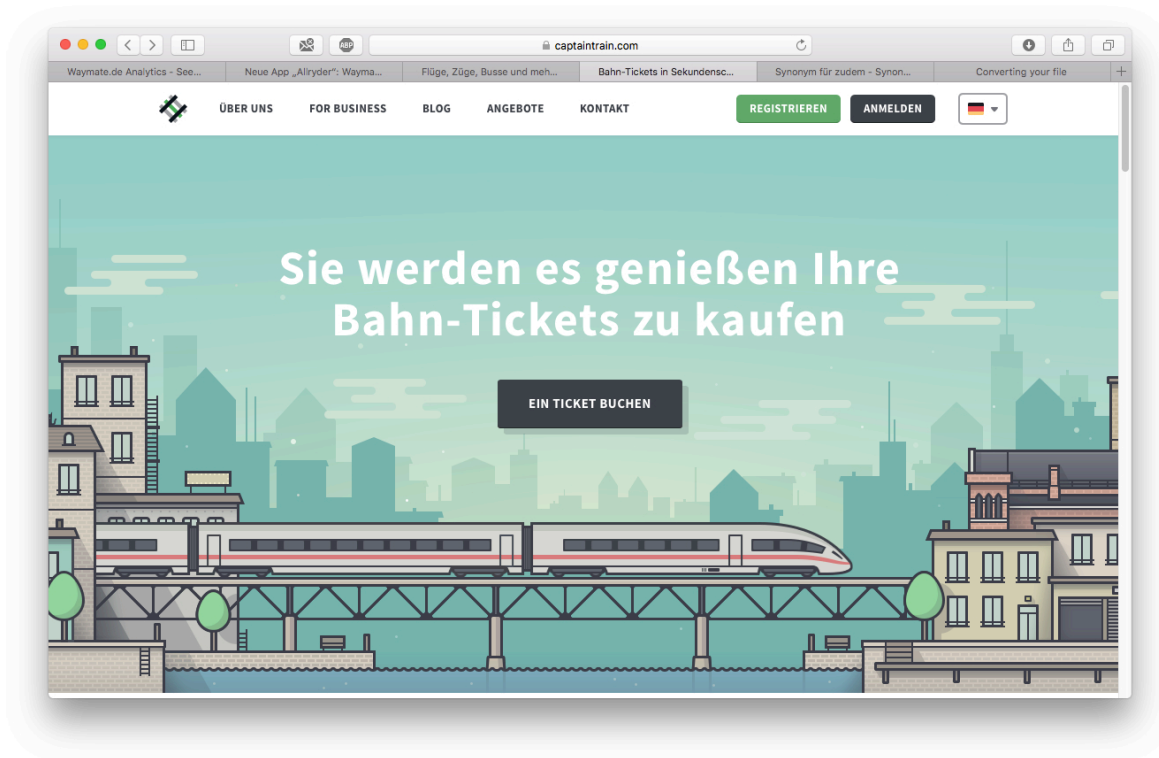 captaintrain.com
Waymate.de Analytics - See...
Neue App „Allryder“: Wayma...
Flüge, Züge, Busse und meh...
Bahn-Tickets in Sekundensc...
Synonym für zudem - Synon...
Converting your file
ÜBER UNS
FOR BUSINESS
BLOG
ANGEBOTE
KONTAKT
REGISTRIEREN
ANMELDEN
Sie werden es genießen Ihre
Bahn-Tickets zu kaufen
EIN TICKET BUCHEN
ABP